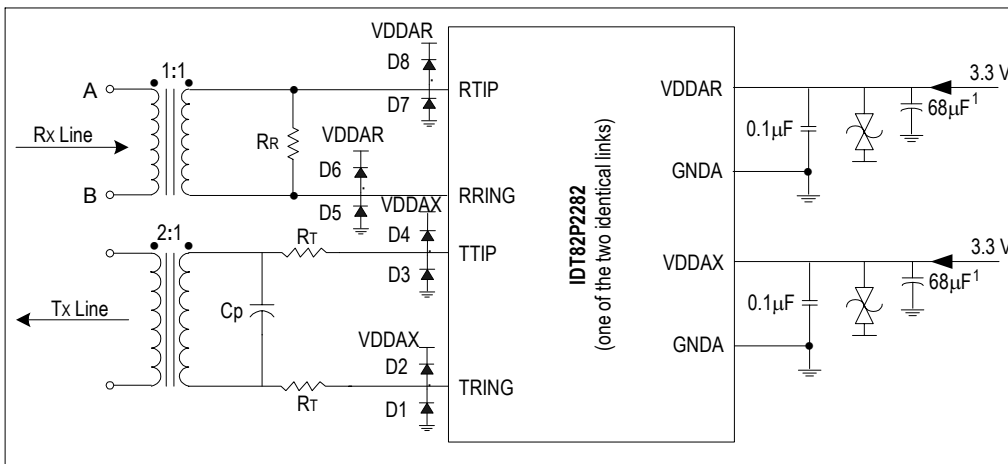 VDDAR
D8
1:1
A
RTIP
D7
VDDAR
Rx Line
RR
D6
B
RRING
D5
VDDAX
2:1
RT
D4
TTIP
D3
Tx Line
Cp
VDDAX
D2
TRING
RT
D1
IDT82P2282
(one of the two identical links)
3.3 V
VDDAR
68µF1
0.1µF
GNDA
3.3 V
VDDAX
68µF1
0.1µF
GNDA